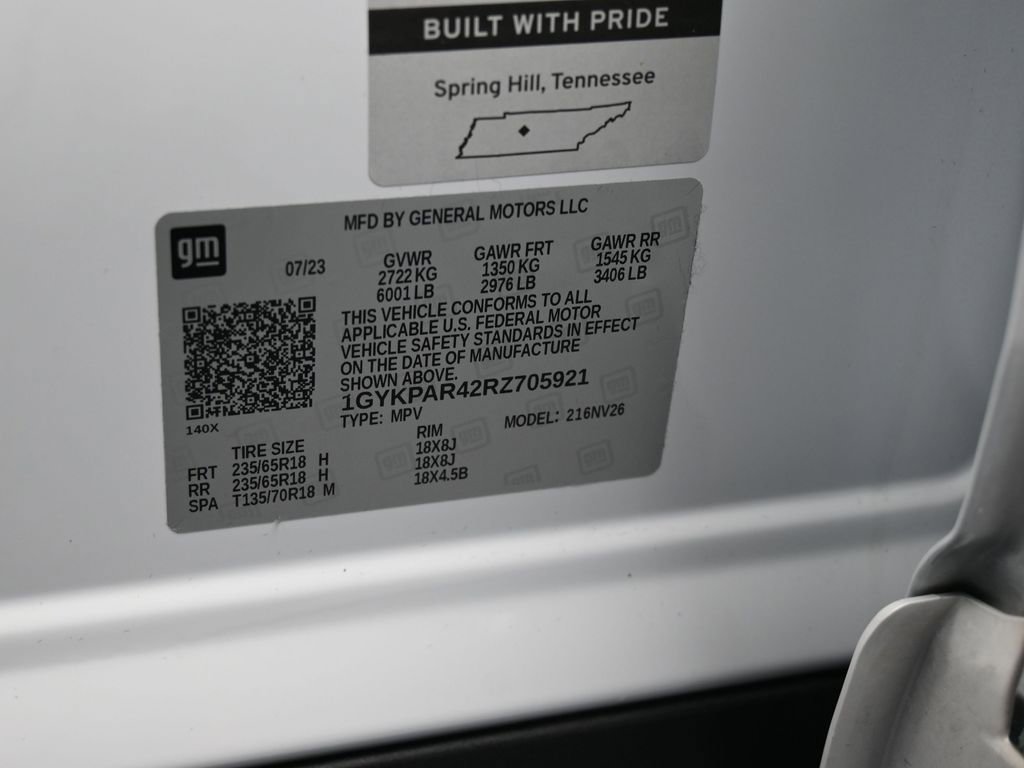 BUILT WITH PRIDE
Spring Hill, Tennessee
gm
MFD BY GENERAL MOTORS LLC
07/23
GVWR GAWR FRT GAWR RR
2722 KG 1350 KG 1545 KG
6001 LB 2976 LB 3406 LB
THIS VEHICLE CONFORMS TO ALL
APPLICABLE U.S. FEDERAL MOTOR
VEHICLE SAFETY STANDARDS IN EFFECT
ON THE DATE OF MANUFACTURE
SHOWN ABOVE.
1GYKPAR42RZ705921
TYPE: MPV MODEL: 216NV26
140X
TIRE SIZE RIM
FRT 235/65R18 H 18X8J
RR 235/65R18 H 18X8J
SPA T135/70R18 M 18X4.5B